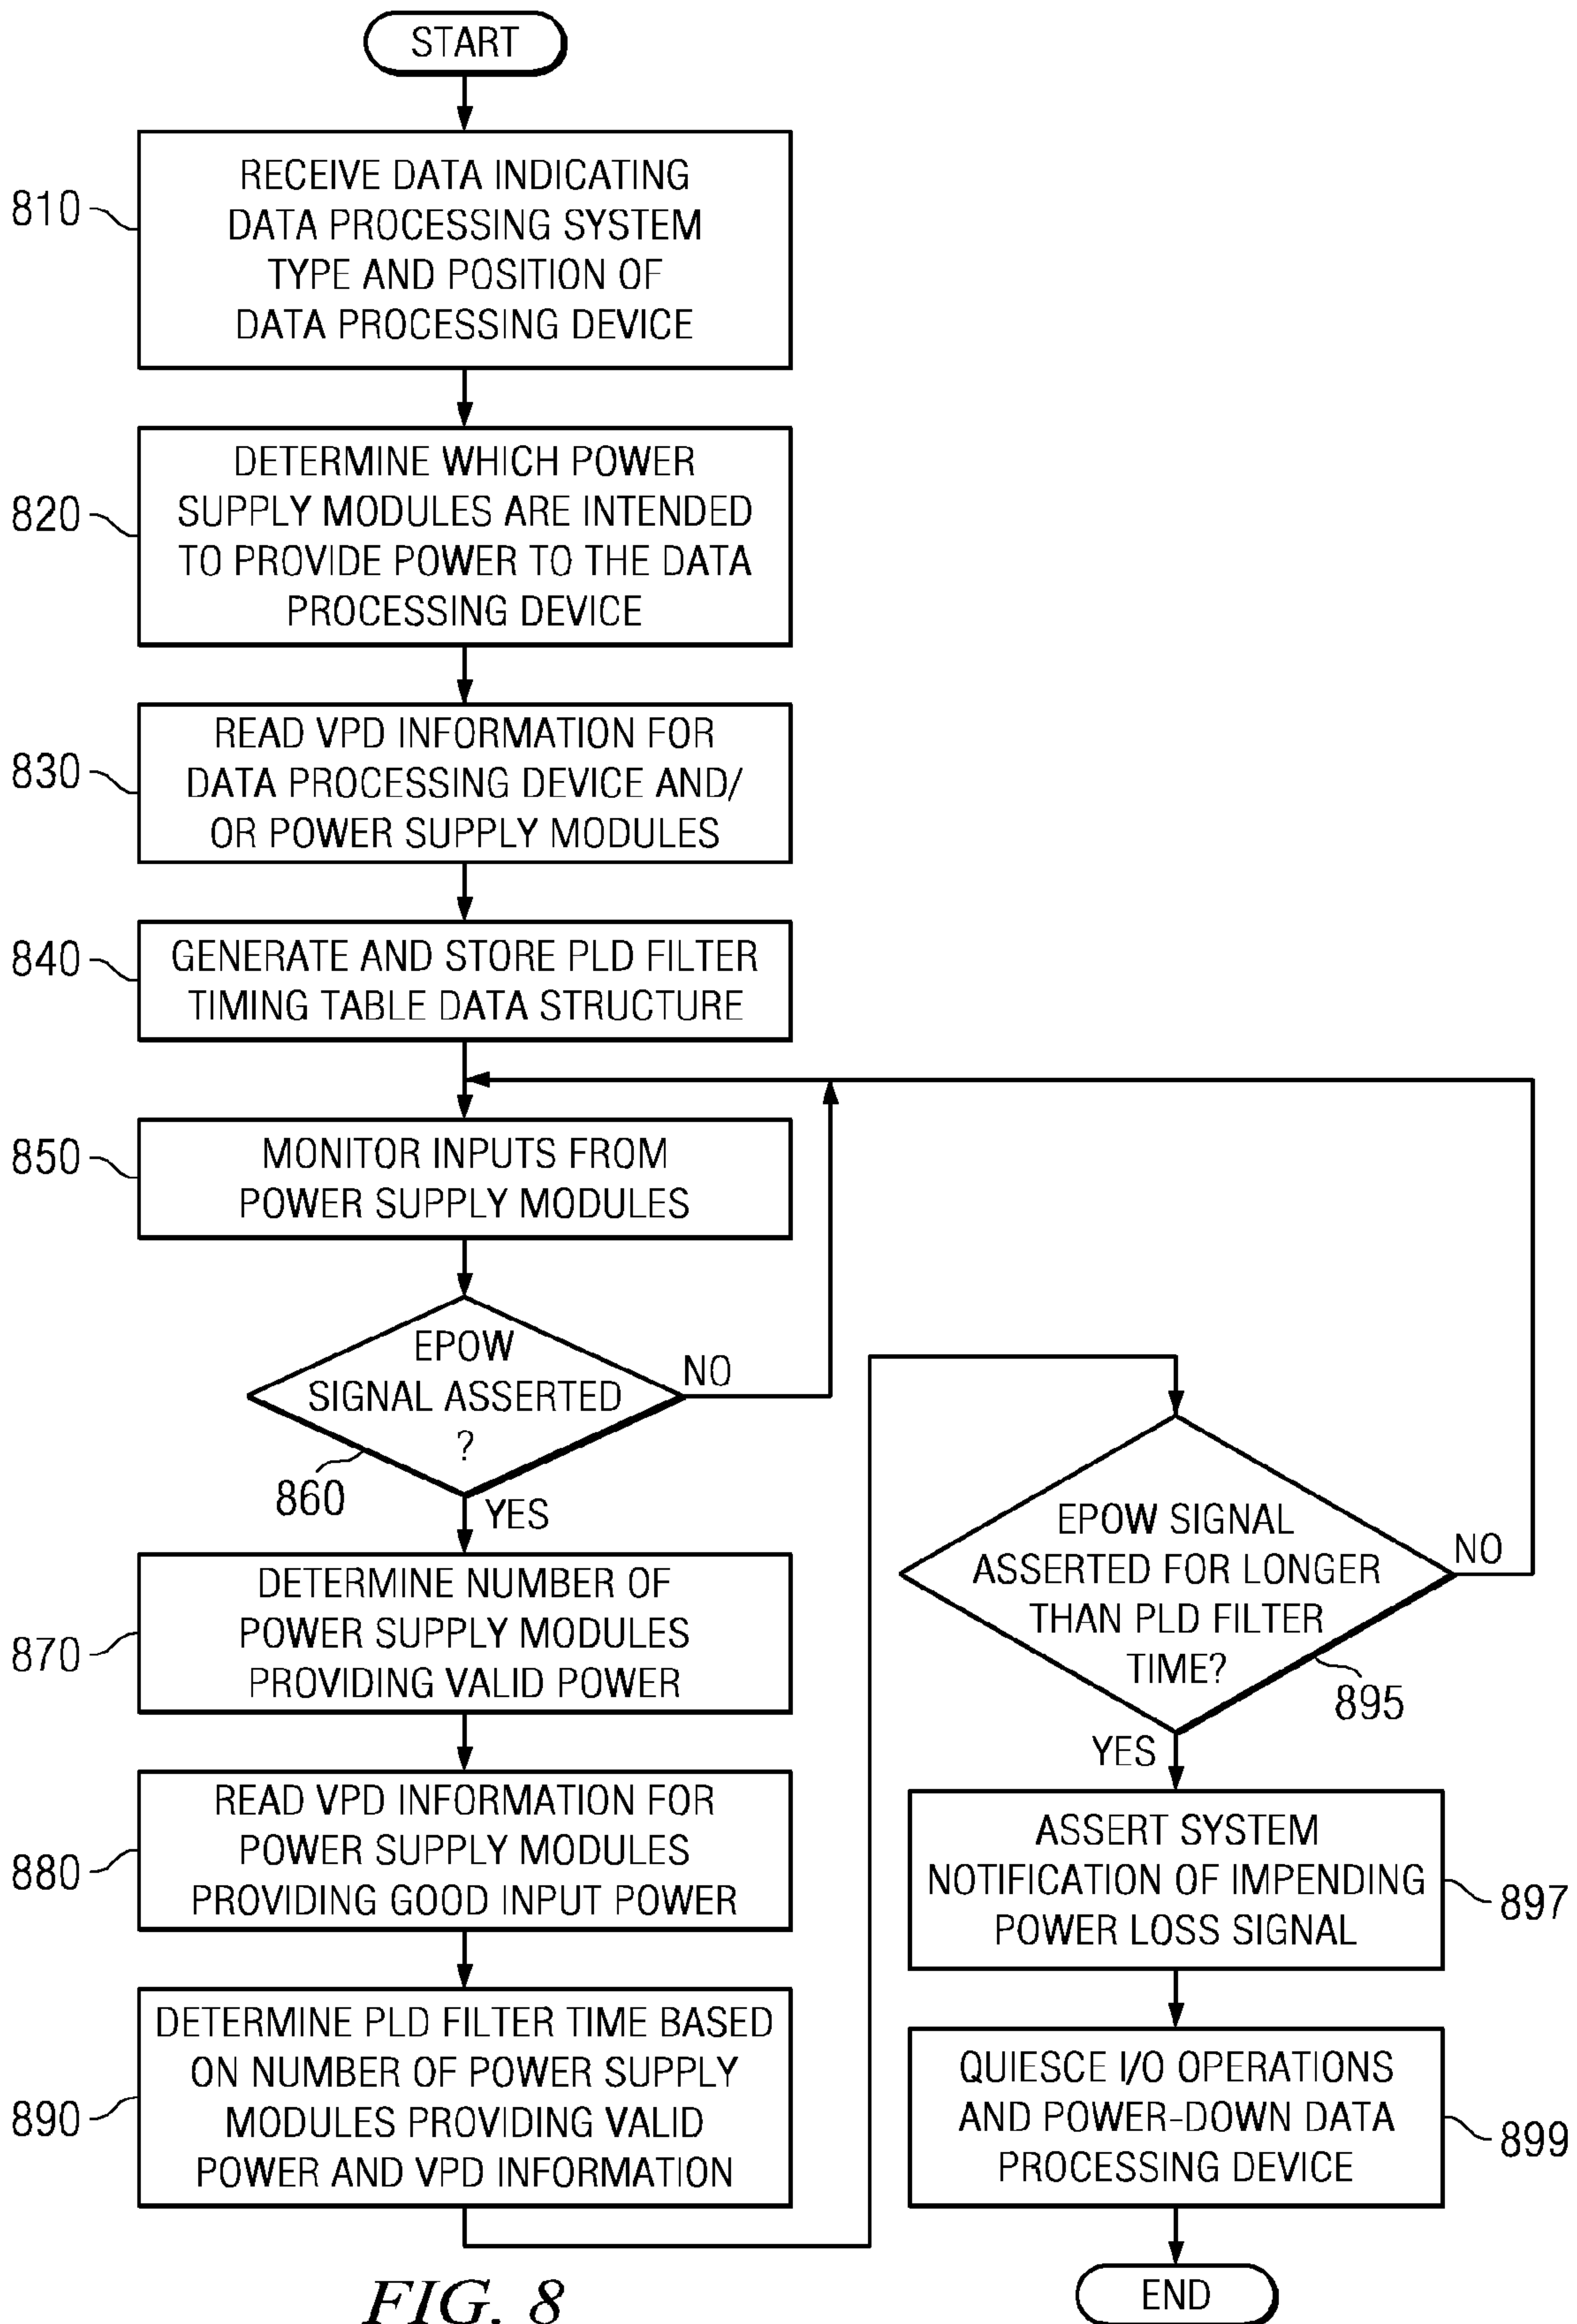 START
810
RECEIVE DATA INDICATING
DATA PROCESSING SYSTEM
TYPE AND POSITION OF
DATA PROCESSING DEVICE
820
DETERMINE WHICH POWER
SUPPLY MODULES ARE INTENDED
TO PROVIDE POWER TO THE DATA
PROCESSING DEVICE
830
READ VPD INFORMATION FOR
DATA PROCESSING DEVICE AND/
OR POWER SUPPLY MODULES
840
GENERATE AND STORE PLD FILTER
TIMING TABLE DATA STRUCTURE
850
MONITOR INPUTS FROM
POWER SUPPLY MODULES
EPOW
SIGNAL ASSERTED
?
NO
860
YES
870
DETERMINE NUMBER OF
POWER SUPPLY MODULES
PROVIDING VALID POWER
880
READ VPD INFORMATION FOR
POWER SUPPLY MODULES
PROVIDING GOOD INPUT POWER
890
DETERMINE PLD FILTER TIME BASED
ON NUMBER OF POWER SUPPLY
MODULES PROVIDING VALID
POWER AND VPD INFORMATION
EPOW SIGNAL
ASSERTED FOR LONGER
THAN PLD FILTER
TIME?
NO
895
YES
ASSERT SYSTEM
NOTIFICATION OF IMPENDING
POWER LOSS SIGNAL
897
QUIESCE I/O OPERATIONS
AND POWER-DOWN DATA
PROCESSING DEVICE
899
END
FIG. 8